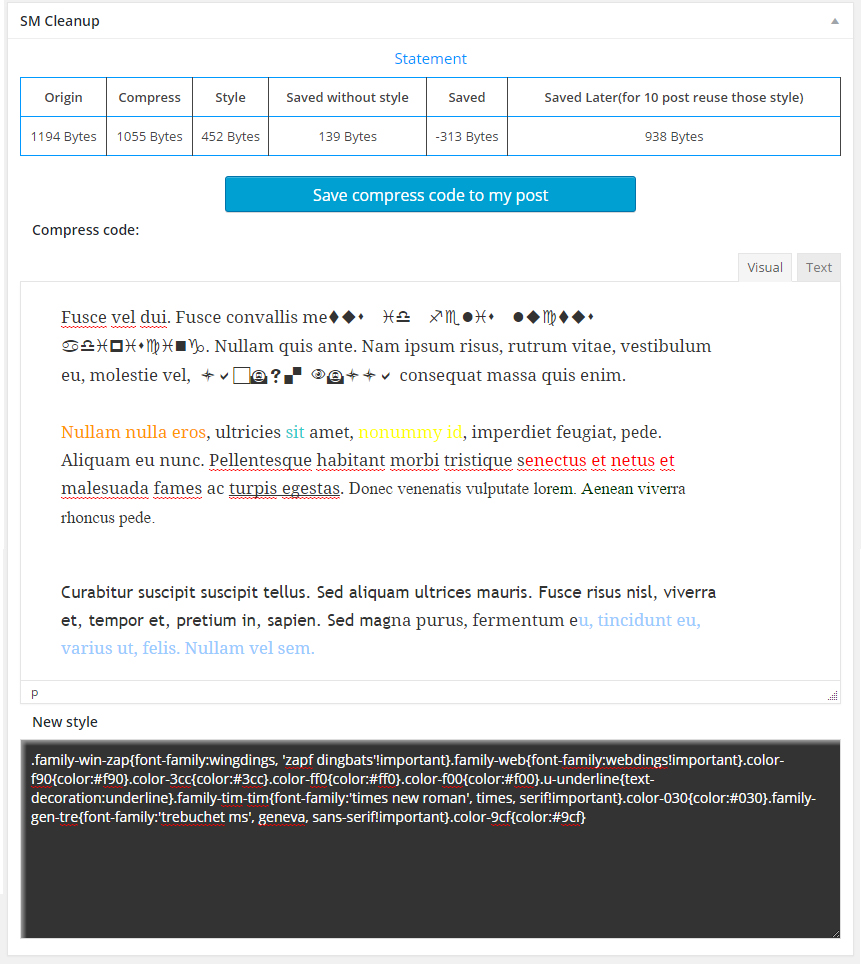 SM Cleanup
Statement
Origin Compress Style Saved without style Saved Saved Later(for 10 post reuse those style)
1194 Bytes 1055 Bytes 452 Bytes 139 Bytes -313 Bytes 938 Bytes
Save compress code to my post
Compress code:
Visual Text
Fusce vel dui. Fusce convallis me⧫◆⬧ ♓♎ ♐♏●♓⬧ ●◆♍⧫◆⬧
♋♎♓◘♓⬧♍♓■♑. Nullam quis ante. Nam ipsum risus, rutrum vitae, vestibulum
eu, molestie vel, consequat massa quis enim.
Nullam nulla eros, ultricies sit amet, nonummy id, imperdiet feugiat, pede.
Aliquam eu nunc. Pellentesque habitant morbi tristique senectus et netus et
malesuada fames ac turpis egestas. Donec venenatis vulputate lorem. Aenean viverra
rhoncus pede.
Curabitur suscipit suscipit tellus. Sed aliquam ultrices mauris. Fusce risus nisl, viverra
et, tempor et, pretium in, sapien. Sed magna purus, fermentum eu, tincidunt eu,
varius ut, felis. Nullam vel sem.
p
New style
.family-win-zap{font-family:wingdings, 'zapf dingbats'!important}.family-web{font-family:webdings!important}.color-
f90{color:#f90}.color-3cc{color:#3cc}.color-ff0{color:#ff0}.color-f00{color:#f00}.u-underline{text-
decoration:underline}.family-tim-tim{font-family:'times new roman', times, serif!important}.color-030{color:#030}.family-
gen-tre{font-family:'trebuchet ms', geneva, sans-serif!important}.color-9cf{color:#9cf}